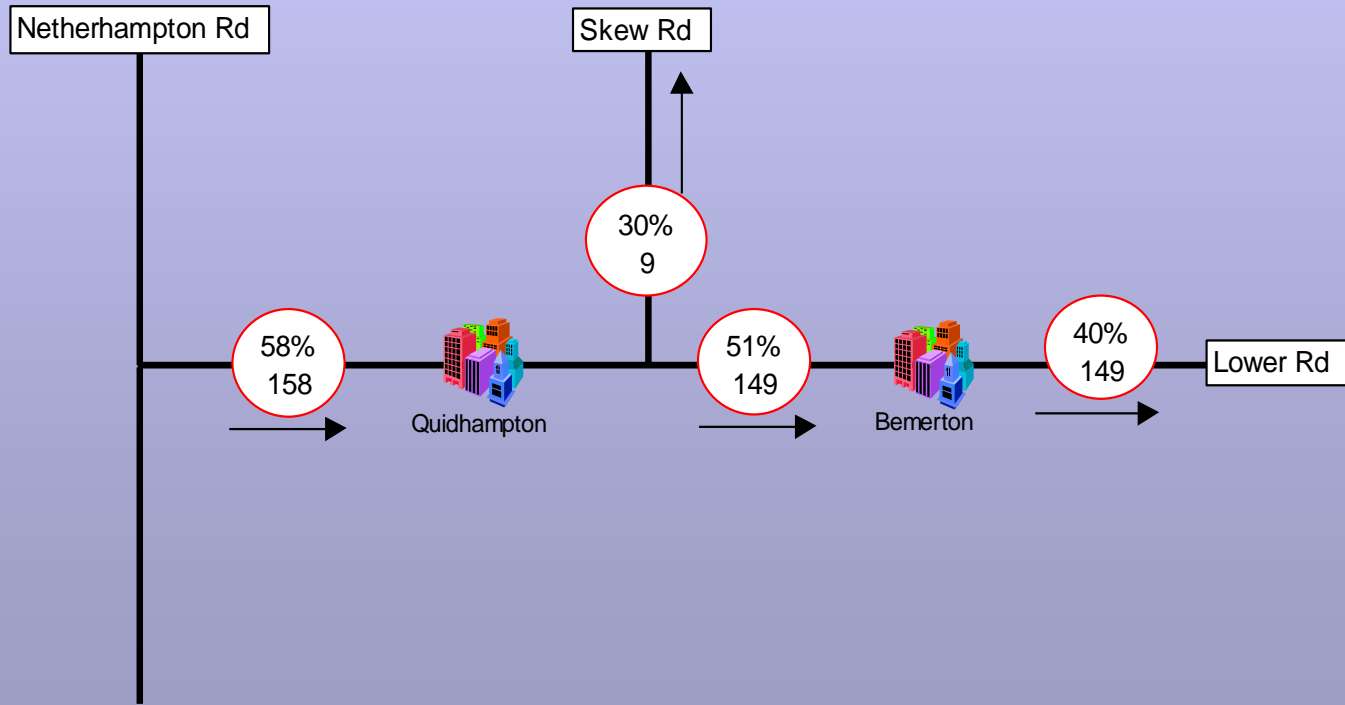 Netherhampton Rd
Skew Rd
30%
9
58%
158
51%
149
40%
149
Lower Rd
Quidhampton
Bemerton